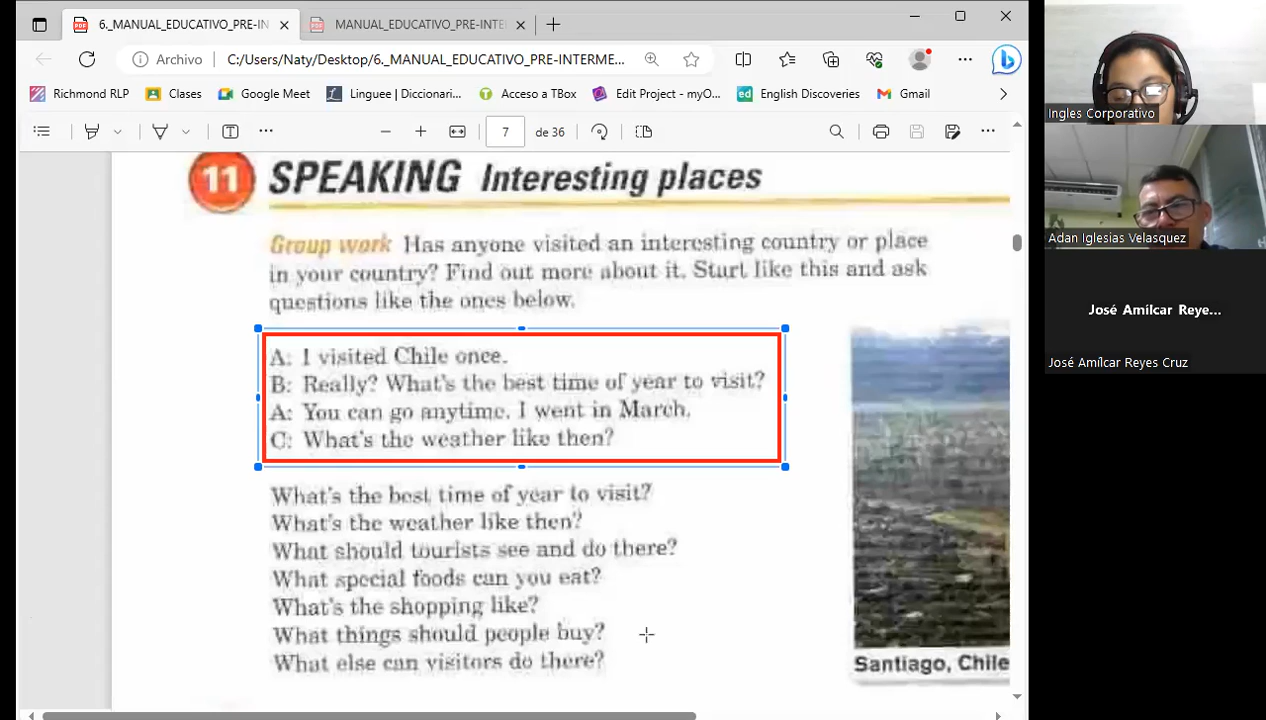 6._MANUAL_EDUCATIVO_PRE-IN
MANUAL_EDUCATIVO_PRE-INTE
Archivo
C:/Users/Naty/Desktop/6._MANUAL_EDUCATIVO_PRE-INTERME...
Richmond RLP
Clases
Google Meet
Linguee | Diccionari...
Acceso a TBox
Edit Project - myO...
English Discoveries
Gmail
7
de 36
11 SPEAKING Interesting places
Group work Has anyone visited an interesting country or place
in your country? Find out more about it. Start like this and ask
questions like the ones below.
A: I visited Chile once.
B: Really? What's the best time of year to visit?
A: You can go anytime. I went in March.
C: What's the weather like then?
What's the best time of year to visit?
What's the weather like then?
What should tourists see and do there?
What special foods can you eat?
What's the shopping like?
What things should people buy?
What else can visitors do there?
Santiago, Chile
Ingles Corporativo
Adan Iglesias Velasquez
José Amílcar Reye...
José Amílcar Reyes Cruz